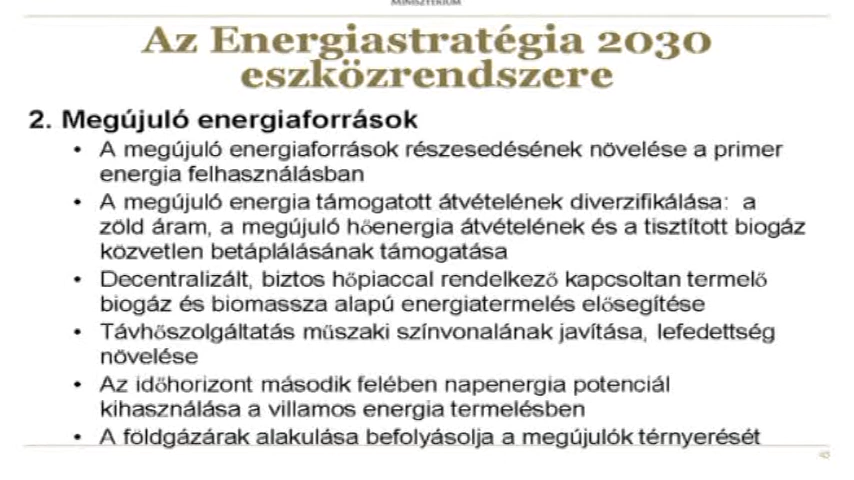 MINISZTÉRIUM
Az Energiastratégia 2030
eszközrendszere
2. Megújuló energiaforrások
• A megújuló energiaforrások részesedésének növelése a primer
energia felhasználásban
• A megújuló energia támogatott átvételének diverzifikálása: a
zöld áram, a megújuló hőenergia átvételének és a tisztított biogáz
közvetlen betáplálásának támogatása
• Decentralizált, biztos hőpiaccal rendelkező kapcsoltan termelő
biogáz és biomassza alapú energiatermelés elősegítése
• Távhőszolgáltatás műszaki színvonalának javítása, lefedettség
növelése
• Az időhorizont második felében napenergia potenciál
kihasználása a villamos energia termelésben
• A földgázárak alakulása befolyásolja a megújulók térnyerését